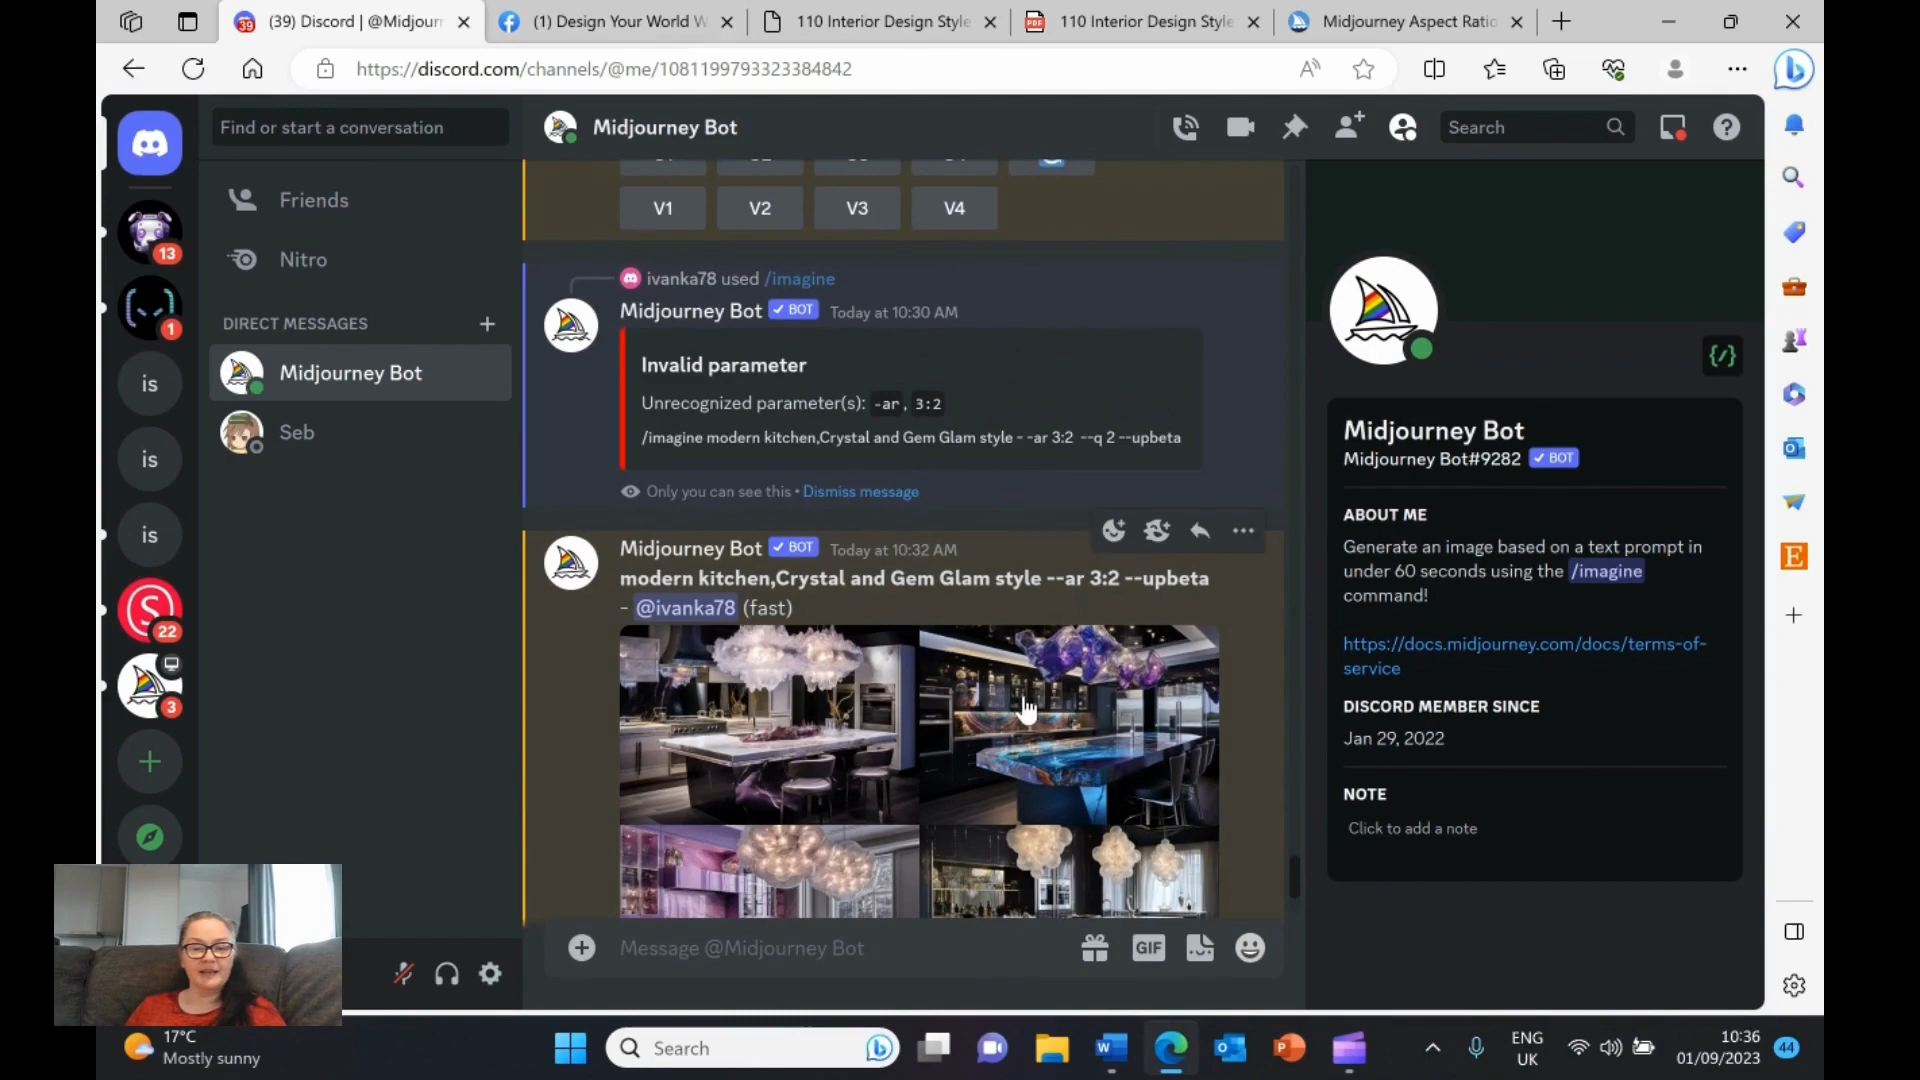 (39) Discord | @Midjourn
(1) Design Your World W
110 Interior Design Style
110 Interior Design Style
Midjourney Aspect Ratio
https://discord.com/channels/@me/1081199793323384842
Find or start a conversation
Midjourney Bot
Search
Friends
Nitro
DIRECT MESSAGES
Midjourney Bot
Seb
13
1
is
is
is
22
3
V1 V2 V3 V4
ivanka78 used /imagine
Midjourney Bot ✓ BOT Today at 10:30 AM
Invalid parameter
Unrecognized parameter(s): -ar, 3:2
/imagine modern kitchen,Crystal and Gem Glam style - -ar 3:2 --q 2 --upbeta
Only you can see this • Dismiss message
Midjourney Bot ✓ BOT Today at 10:32 AM
modern kitchen,Crystal and Gem Glam style --ar 3:2 --upbeta
- @ivanka78 (fast)
Message @Midjourney Bot
GIF
Midjourney Bot
Midjourney Bot#9282 ✓ BOT
ABOUT ME
Generate an image based on a text prompt in
under 60 seconds using the /imagine
command!
https://docs.midjourney.com/docs/terms-of-
service
DISCORD MEMBER SINCE
Jan 29, 2022
NOTE
Click to add a note
17°C
Mostly sunny
Search
ENG
UK
10:36
01/09/2023
44